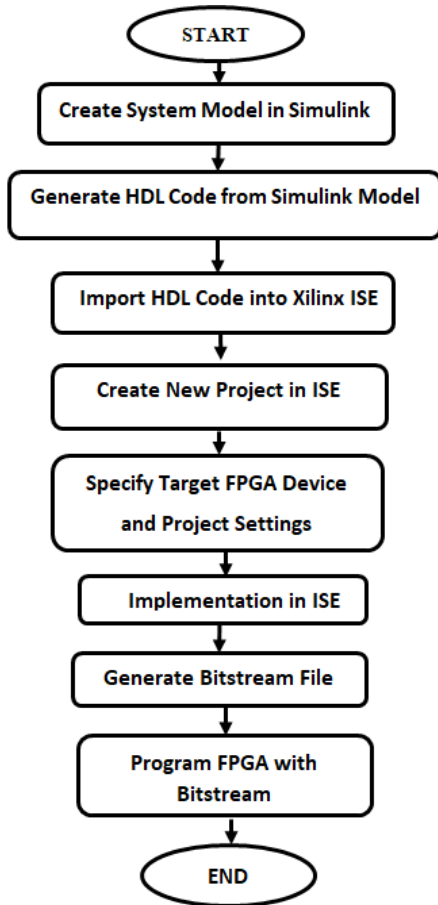 START
Create System Model in Simulink
Generate HDL Code from Simulink Model
Import HDL Code into Xilinx ISE
Create New Project in ISE
Specify Target FPGA Device
and Project Settings
Implementation in ISE
Generate Bitstream File
Program FPGA with
Bitstream
END